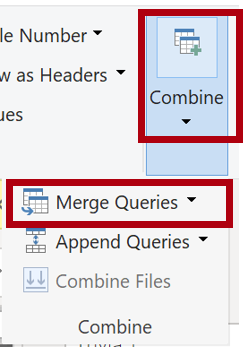 le Number
w as Headers
ues
Combine
Merge Queries
Append Queries
Combine Files
Combine